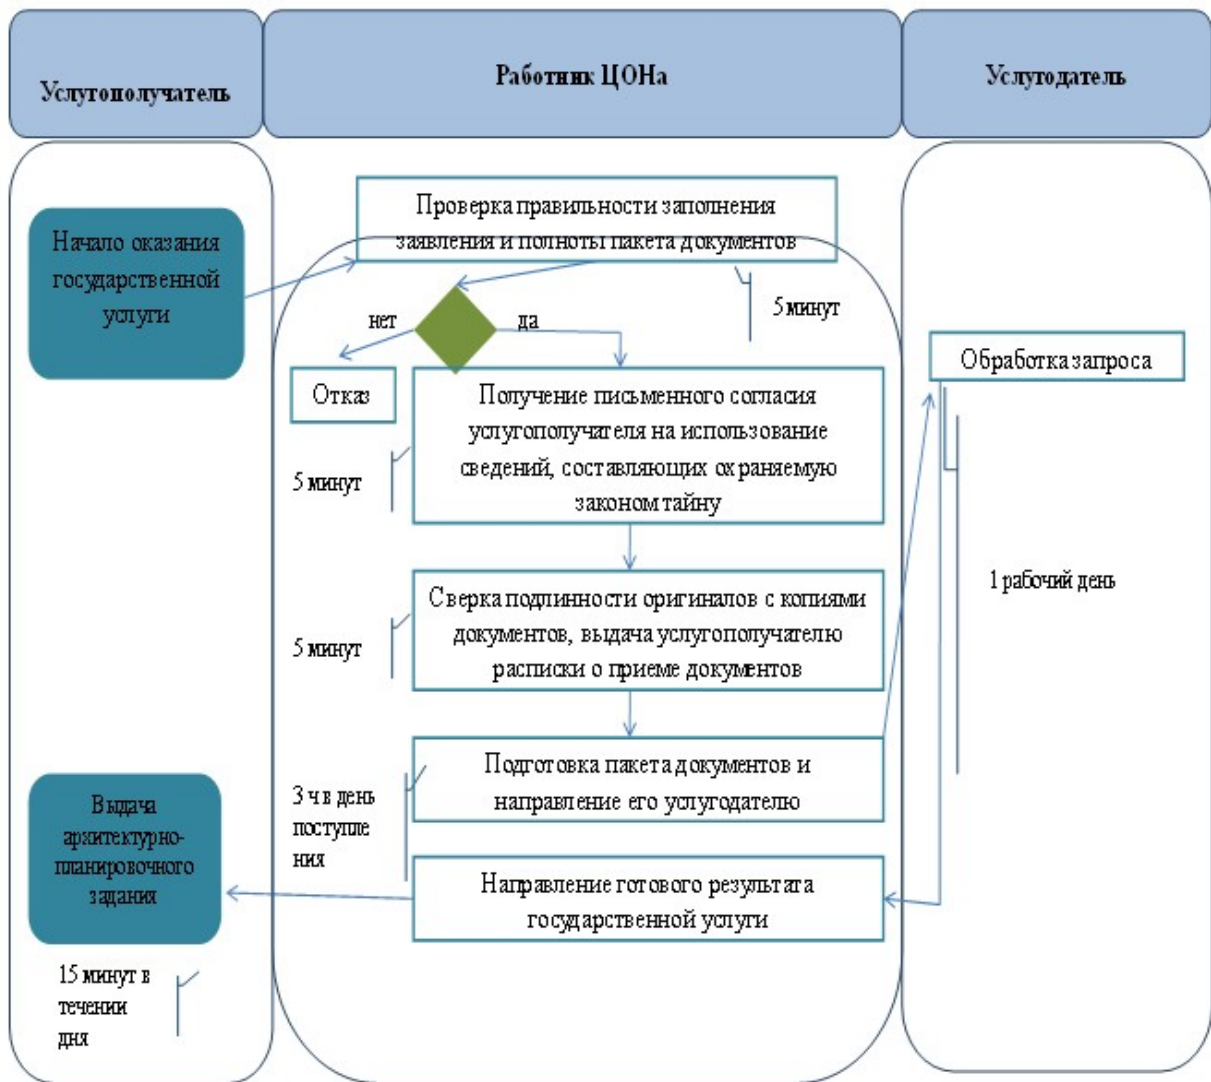 Услугополучатель
Работник ЦОНа
Услугодатель
Начало оказания
государственной
услуги
Проверка правильности заполнения
заявления и полноты пакета документов
5 минут
нет
да
Отказ
Обработка запроса
Получение письменного согласия
услугополучателя на использование
сведений, составляющих охраняемую
законом тайну
5 минут
1 рабочий день
Сверка подлинности оригиналов с копиями
документов, выдача услугополучателю
расписки о приеме документов
5 минут
Подготовка пакета документов и
направление его услугодателю
3 ч в день
поступле
ния
Выдача
архитектурно-
планировочного
задания
Направление готового результата
государственной услуги
15 минут в
течении
дня